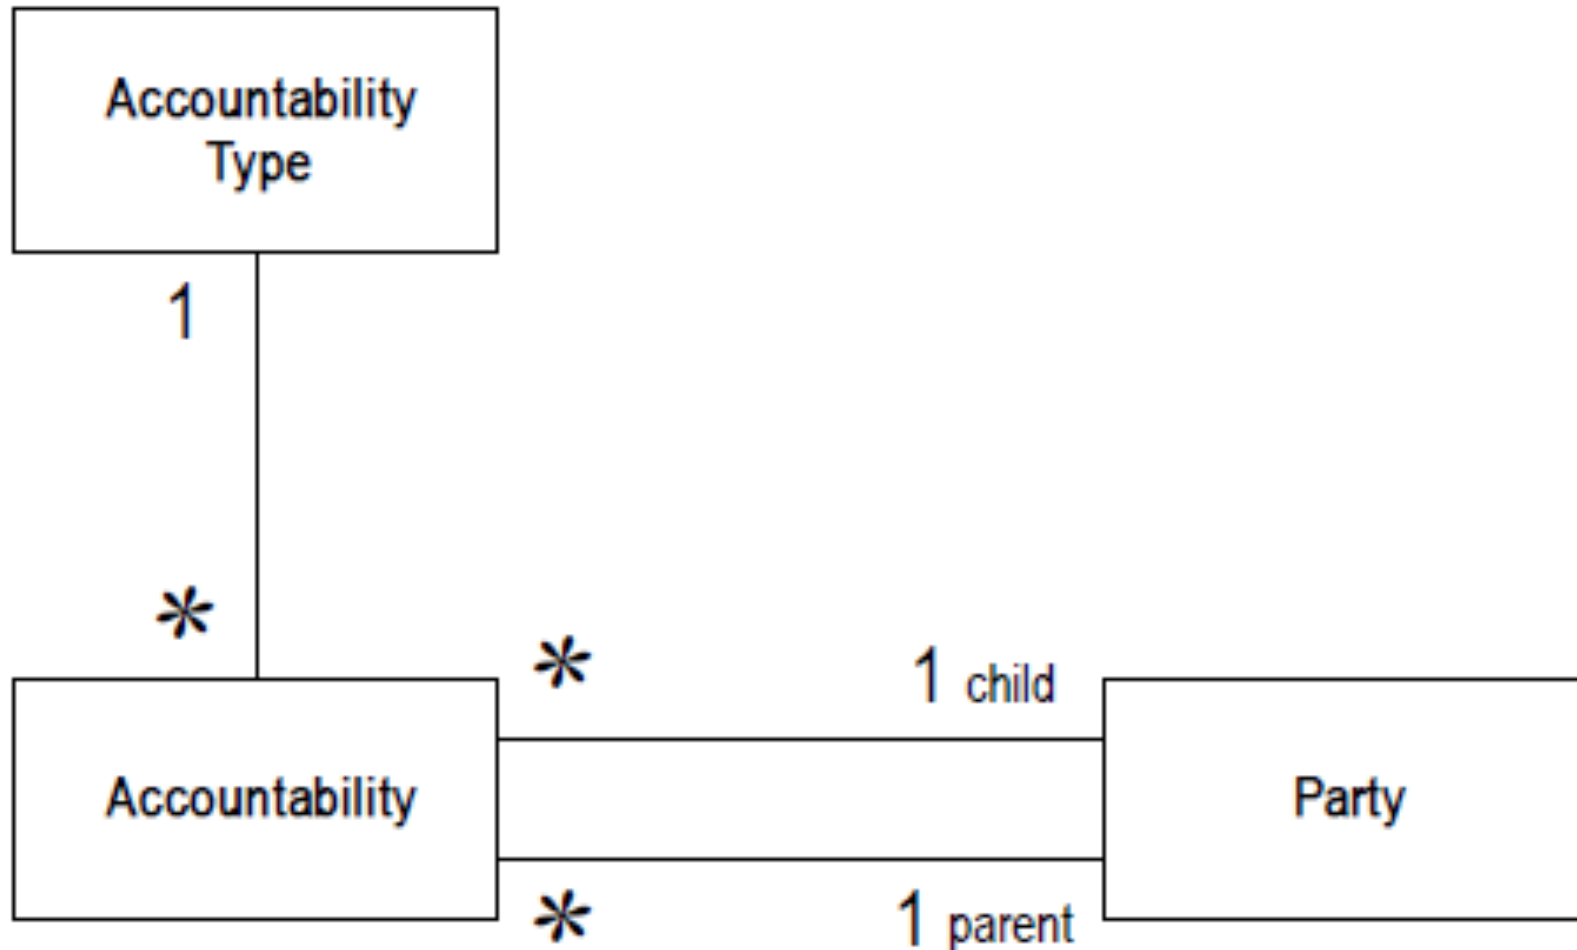 Accountability
Type
1
*
* 1 child
Accountability Party
* 1 parent